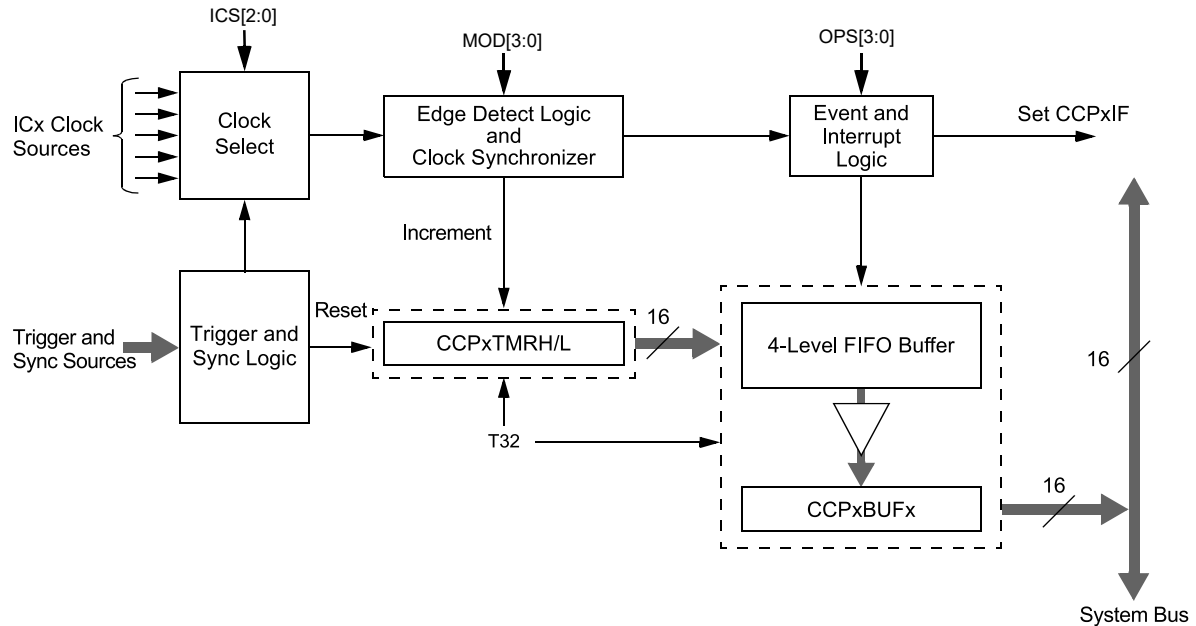 ICS[2:0]
MOD[3:0]
OPS[3:0]
ICx Clock
Sources
Clock
Select
Edge Detect Logic
and
Clock Synchronizer
Event and
Interrupt
Logic
Set CCPxIF
Increment
Trigger and
Sync Sources
Trigger and
Sync Logic
Reset
CCPxTMRH/L
16
4-Level FIFO Buffer
16
T32
CCPxBUFx
16
System Bus